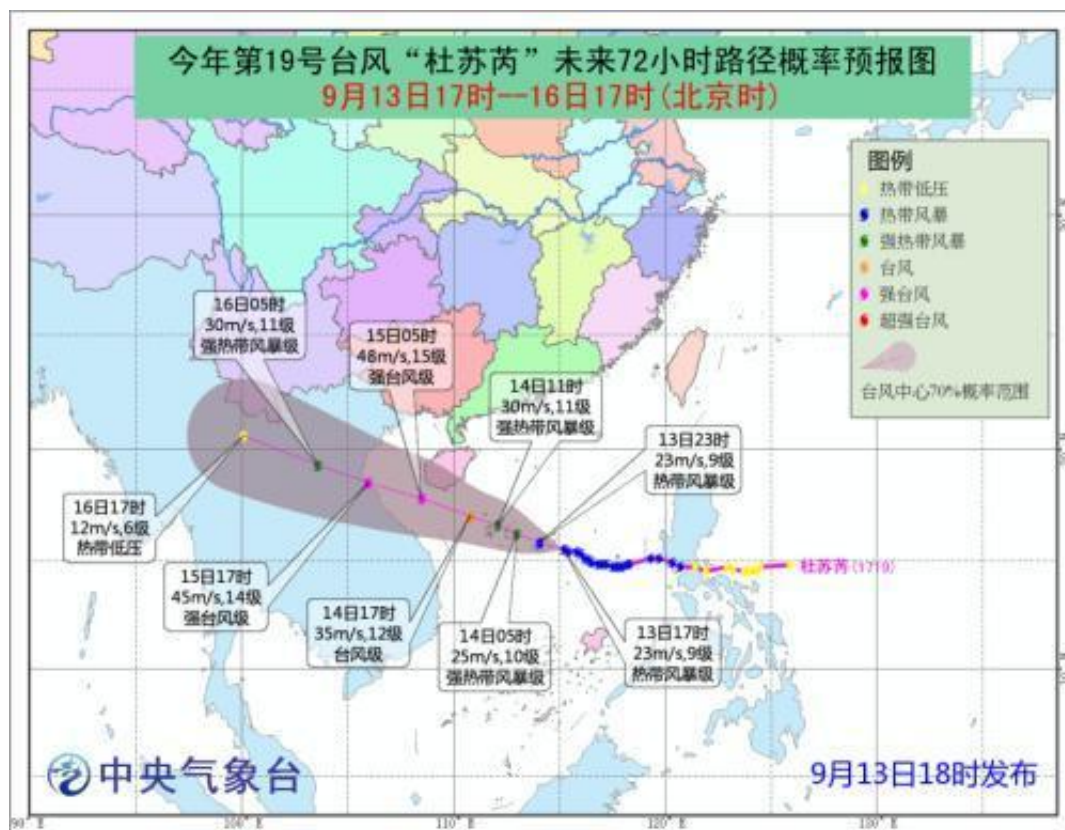 今年第19号台风“杜苏芮”未来72小时路径概率预报图
9月13日17时--16日17时(北京时)
图例
热带低压
热带风暴
强热带风暴
台风
强台风
超强台风
台风中心70%概率范围
16日05时
30m/s,11级
强热带风暴级
15日05时
48m/s,15级
强台风级
14日11时
30m/s,11级
强热带风暴级
13日23时
23m/s,9级
热带风暴级
16日17时
12m/s,6级
热带低压
15日17时
45m/s,14级
强台风级
14日17时
35m/s,12级
台风级
14日05时
25m/s,10级
强热带风暴级
13日17时
23m/s,9级
热带风暴级
杜苏芮(1719)
中央气象台
9月13日18时发布
90° E
100° E
110° E
120° E
130° E